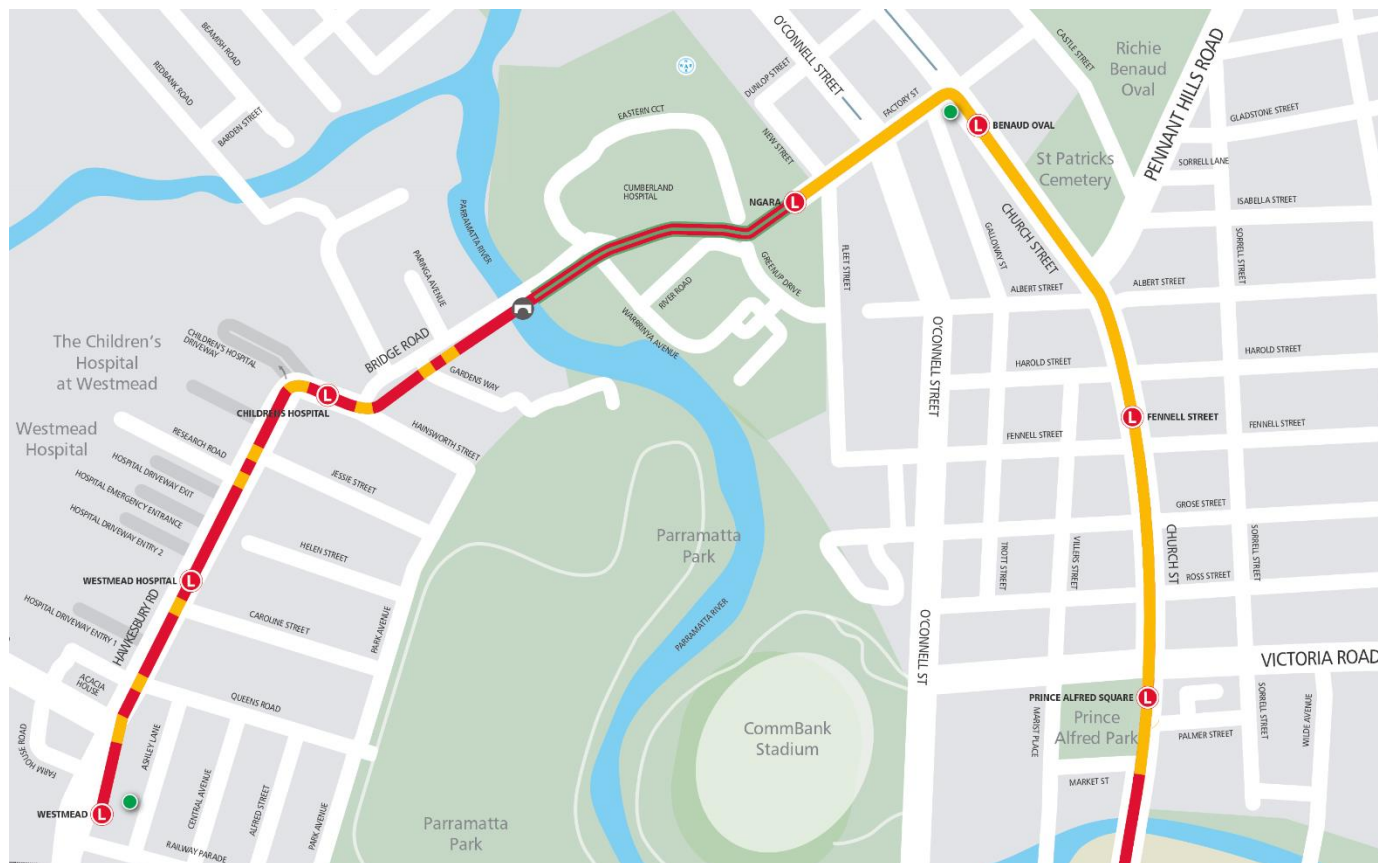 BEAMISH ROAD
REDBANK ROAD
BARDEN STREET
O'CONNELL STREET
DUNLOP STREET
CASTLE STREET
Richie
Benaud
Oval
PENNANT HILLS ROAD
GLADSTONE STREET
FACTORY ST
EASTERN CCT
NEW STREET
L
BENAUD OVAL
SORRELL LANE
St Patricks
Cemetery
CUMBERLAND
HOSPITAL
NGARA
L
ISABELLA STREET
PARRAMATTA RIVER
CHURCH STREET
GALLOWAY ST
SORRELL STREET
FLEET STREET
GREENUP DRIVE
PARINGA AVENUE
RIVER ROAD
ALBERT STREET
ALBERT STREET
WARRINYA AVENUE
BRIDGE ROAD
The Children's
Hospital
at Westmead
CHILDREN'S HOSPITAL
DRIVEWAY
O'CONNELL STREET
HAROLD STREET
HAROLD STREET
GARDENS WAY
L
CHILDREN'S HOSPITAL
L
FENNELL STREET
FENNELL STREET
FENNELL STREET
Westmead
Hospital
RESEARCH ROAD
HAINSWORTH STREET
HOSPITAL DRIVEWAY EXIT
JESSIE STREET
HOSPITAL EMERGENCY ENTRANCE
GROSE STREET
HOSPITAL DRIVEWAY ENTRY 2
HELEN STREET
Parramatta
Park
TROTT STREET
VILLERS STREET
CHURCH ST
SORRELL STREET
WESTMEAD HOSPITAL
L
ROSS STREET
HOSPITAL DRIVEWAY ENTRY 1
HAWKESBURY RD
CAROLINE STREET
PARK AVENUE
PARRAMATTA RIVER
O'CONNELL ST
VICTORIA ROAD
ACACIA
HOUSE
QUEENS ROAD
PRINCE ALFRED SQUARE
L
MARIST PLACE
Prince
Alfred Park
SORRELL STREET
WILDE AVENUE
PALMER STREET
CommBank
Stadium
FARM HOUSE ROAD
ASHLEY LANE
MARKET ST
WESTMEAD
L
CENTRAL AVENUE
ALFRED STREET
PARK AVENUE
Parramatta
Park
RAILWAY PARADE